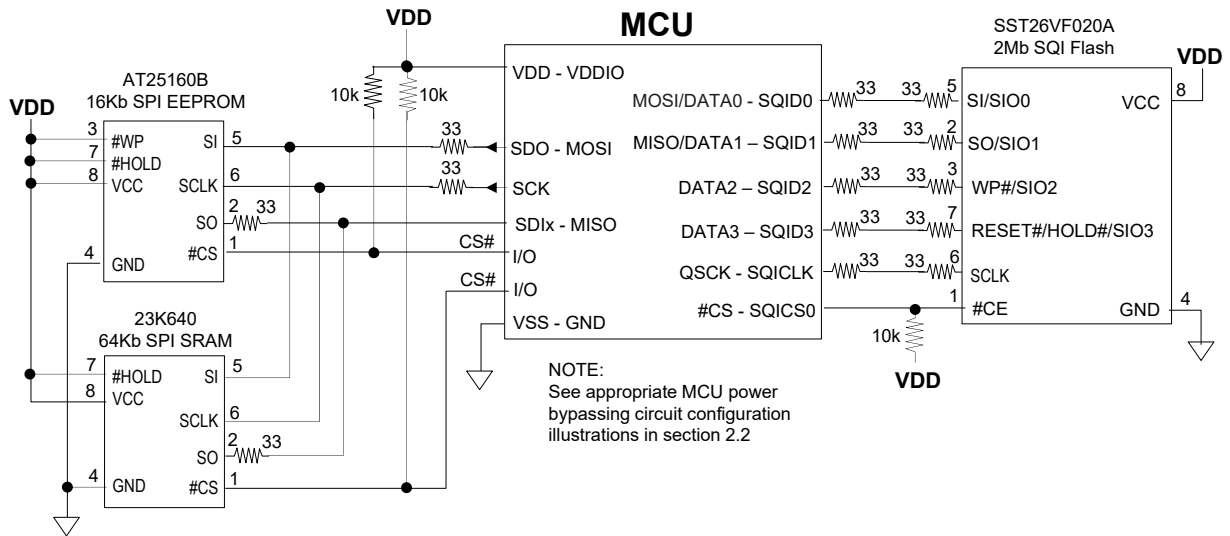 MCU
VDD
SST26VF020A
2Mb SQI Flash
VDD
AT25160B
16Kb SPI EEPROM
VDD
10k
10k
VDD - VDDIO
MOSI/DATA0 - SQID0
33
33
5
SI/SIO0
VCC
8
3
#WP
SI
5
33
SDO - MOSI
MISO/DATA1 – SQID1
33
33
2
SO/SIO1
7
#HOLD
8
VCC
SCLK
6
33
SCK
DATA2 – SQID2
33
33
3
WP#/SIO2
SO
2
33
SDIx - MISO
DATA3 – SQID3
33
33
7
RESET#/HOLD#/SIO3
#CS
1
CS#
I/O
4
GND
QSCK - SQICLK
33
33
6
SCLK
CS#
I/O
#CS - SQICS0
1
#CE
GND
4
VSS - GND
10k
VDD
23K640
64Kb SPI SRAM
7
#HOLD
SI
5
8
VCC
SCLK
6
SO
2
33
4
GND
#CS
1
NOTE:
See appropriate MCU power
bypassing circuit configuration
illustrations in section 2.2